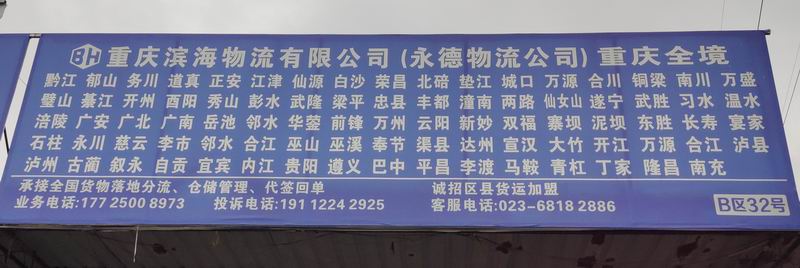 BH 重庆滨海物流有限公司(永德物流公司)重庆全境
黔江 郁山 务川 道真 正安 江津 仙源 白沙 荣昌 北碚 垫江 城口 万源 合川 铜梁 南川 万盛
璧山 綦江 开州 酉阳 秀山 彭水 武隆 梁平 忠县 丰都 潼南 两路 仙女山 遂宁 武胜 习水 温水
涪陵 广安 广北 广南 岳池 邻水 华蓥 前锋 万州 云阳 新妙 双福 寨坝 泥坝 东胜 长寿 宴家
石柱 永川 慈云 李市 邻水 合江 巫山 巫溪 奉节 渠县 达州 宣汉 大竹 开江 万源 合江 泸县
泸州 古蔺 叙永 自贡 宜宾 内江 贵阳 遵义 巴中 平昌 李渡 马鞍 青杠 丁家 隆昌 南充
承接全国货物落地分流、仓储管理、代签回单 诚招区县货运加盟
业务电话:177 2500 8973 投诉电话:191 1224 2925 客服电话:023-6818 2886 B区32号